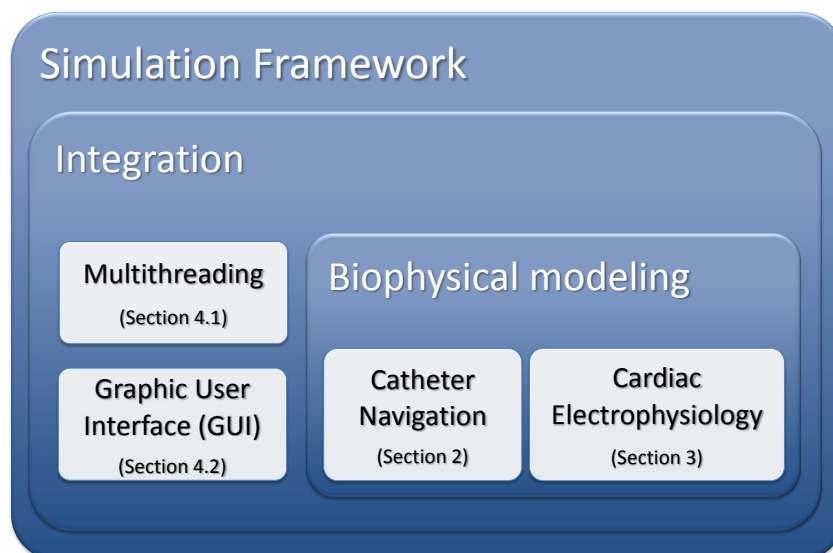 Simulation Framework
Integration
Multithreading
(Section 4.1)
Graphic User
Interface (GUI)
(Section 4.2)
Biophysical modeling
Catheter
Navigation
(Section 2)
Cardiac
Electrophysiology
(Section 3)